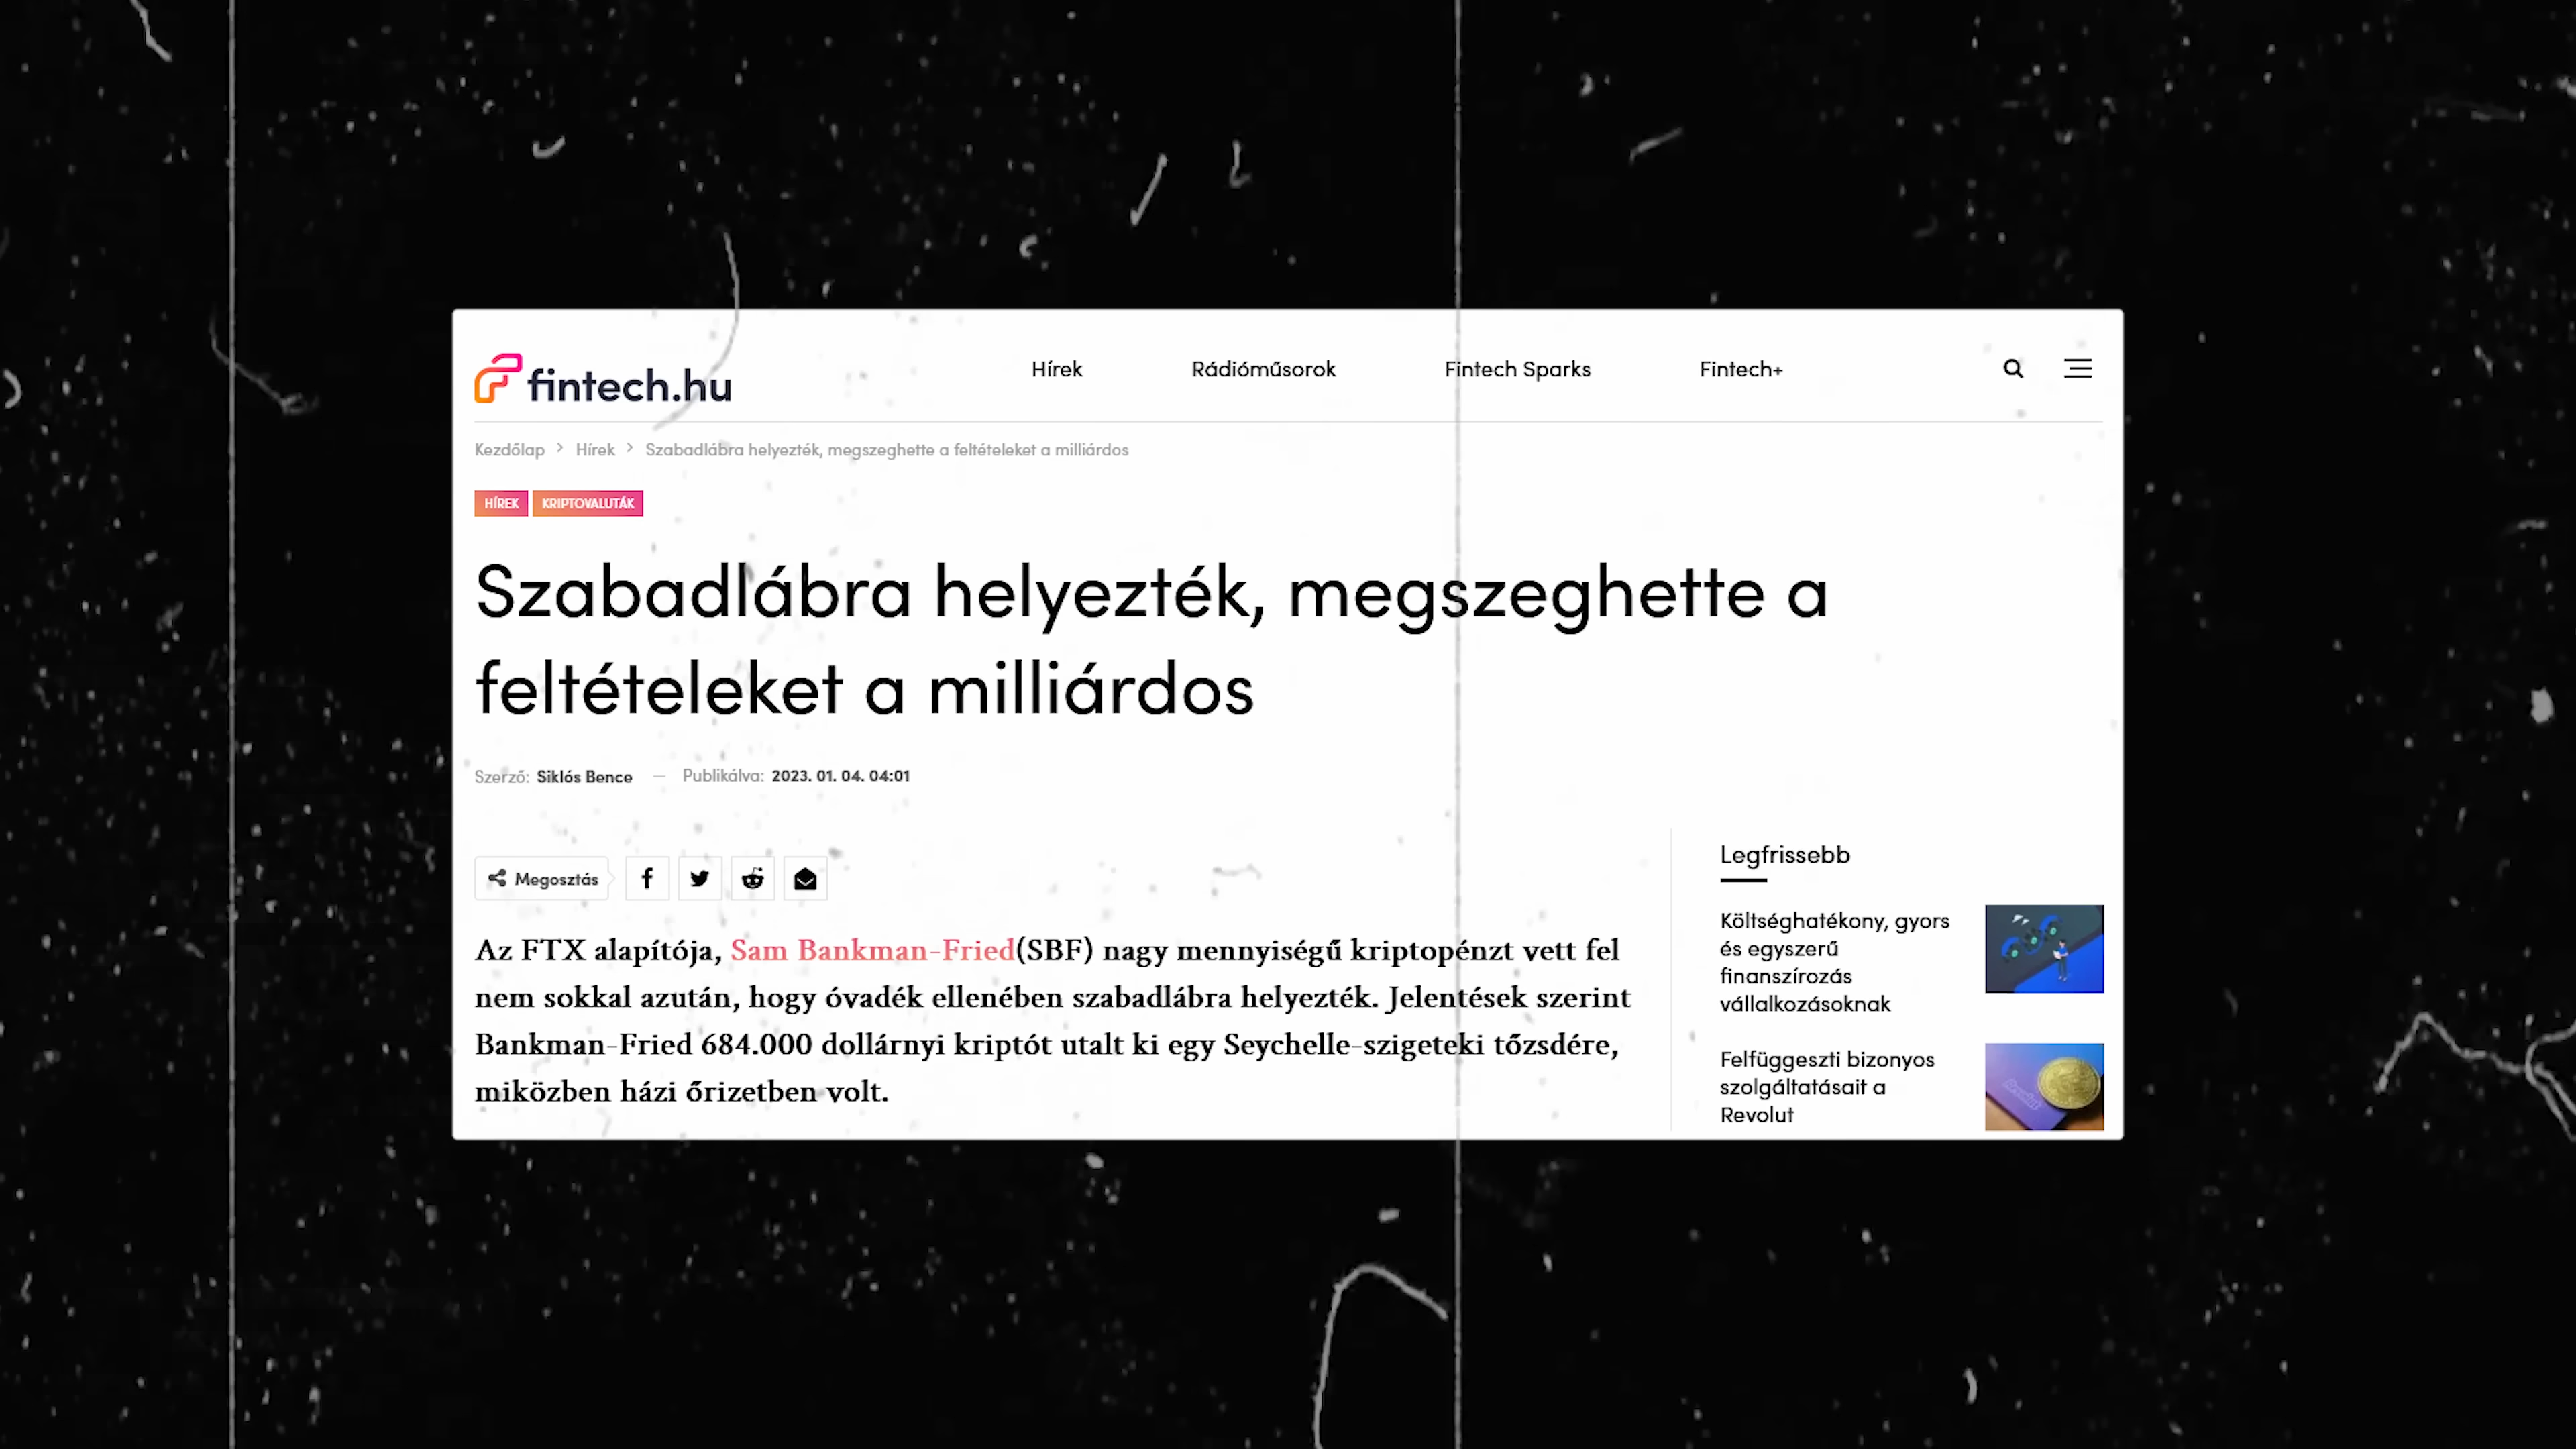 fintech.hu
Hírek
Rádióműsorok
Fintech Sparks
Fintech+
Kezdőlap > Hírek > Szabadlábra helyezték, megszeghette a feltételeket a milliárdos
HÍREK
KRIPTOVALUTÁK
Szabadlábra helyezték, megszeghette a
feltételeket a milliárdos
Szerző: Siklós Bence — Publikálva: 2023. 01. 04. 04:01
Megosztás
Az FTX alapítója, Sam Bankman-Fried(SBF) nagy mennyiségű kriptopénzt vett fel
nem sokkal azután, hogy óvadék ellenében szabadlábra helyezték. Jelentések szerint
Bankman-Fried 684.000 dollárnyi kriptót utalt ki egy Seychelle-szigeteki tőzsdére,
miközben házi őrizetben volt.
Legfrissebb
Költséghatékony, gyors
és egyszerű
finanszírozás
vállalkozásoknak
Felfüggeszti bizonyos
szolgáltatásait a
Revolut